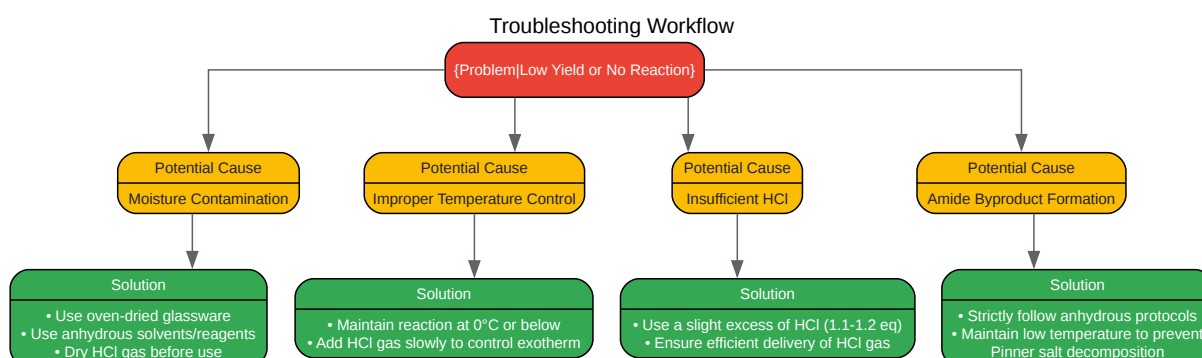 Troubleshooting Workflow
{Problem|Low Yield or No Reaction}
Potential Cause
Moisture Contamination
Potential Cause
Improper Temperature Control
Potential Cause
Insufficient HCl
Potential Cause
Amide Byproduct Formation
Solution
• Use oven-dried glassware
• Use anhydrous solvents/reagents
• Dry HCl gas before use
Solution
• Maintain reaction at 0°C or below
• Add HCl gas slowly to control exotherm
Solution
• Use a slight excess of HCl (1.1-1.2 eq)
• Ensure efficient delivery of HCl gas
Solution
• Strictly follow anhydrous protocols
• Maintain low temperature to prevent
Pinner salt decomposition